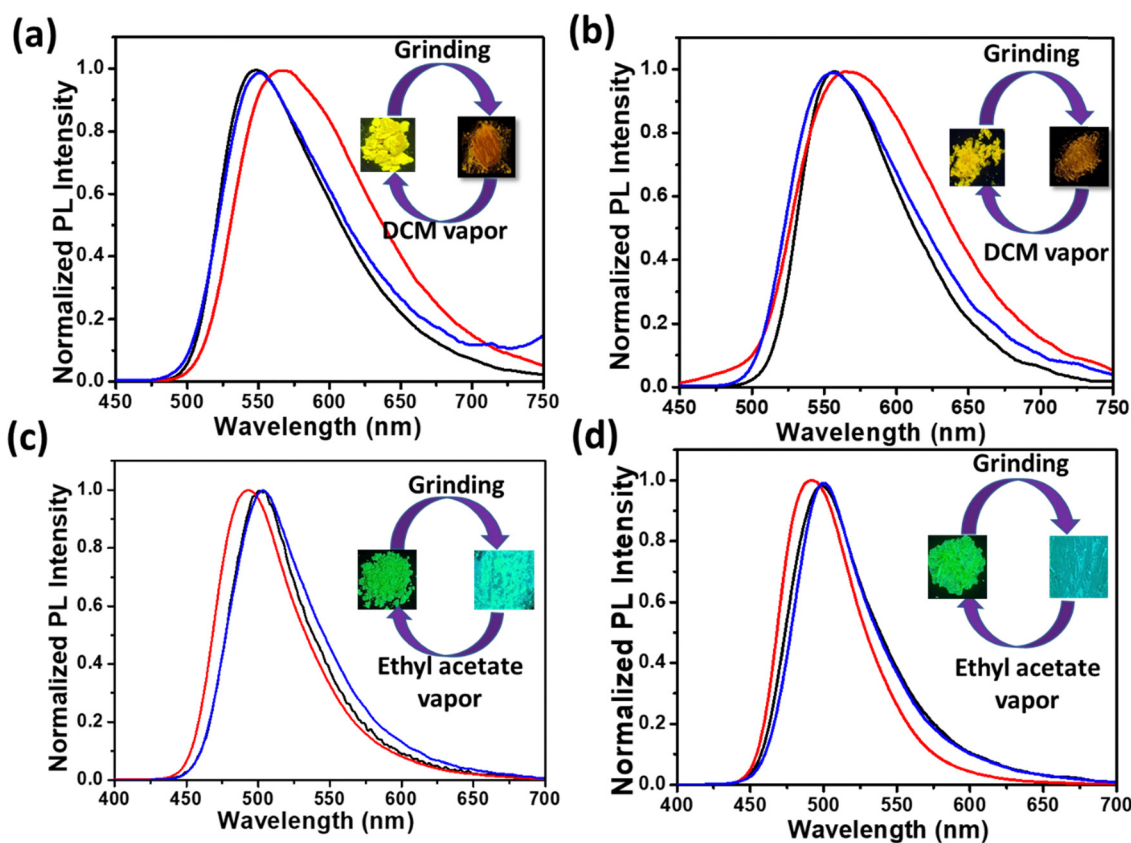 (a)
Normalized PL Intensity
1.0
0.8
0.6
0.4
0.2
0.0
450 500 550 600 650 700 750
Wavelength (nm)
Grinding
DCM vapor
(b)
Normalized PL Intensity
1.0
0.8
0.6
0.4
0.2
0.0
450 500 550 600 650 700 750
Wavelength (nm)
Grinding
DCM vapor
(c)
Normalized PL Intensity
1.0
0.8
0.6
0.4
0.2
0.0
400 450 500 550 600 650 700
Wavelength (nm)
Grinding
Ethyl acetate
vapor
(d)
Normalized PL Intensity
1.0
0.8
0.6
0.4
0.2
0.0
400 450 500 550 600 650 700
Wavelength (nm)
Grinding
Ethyl acetate
vapor